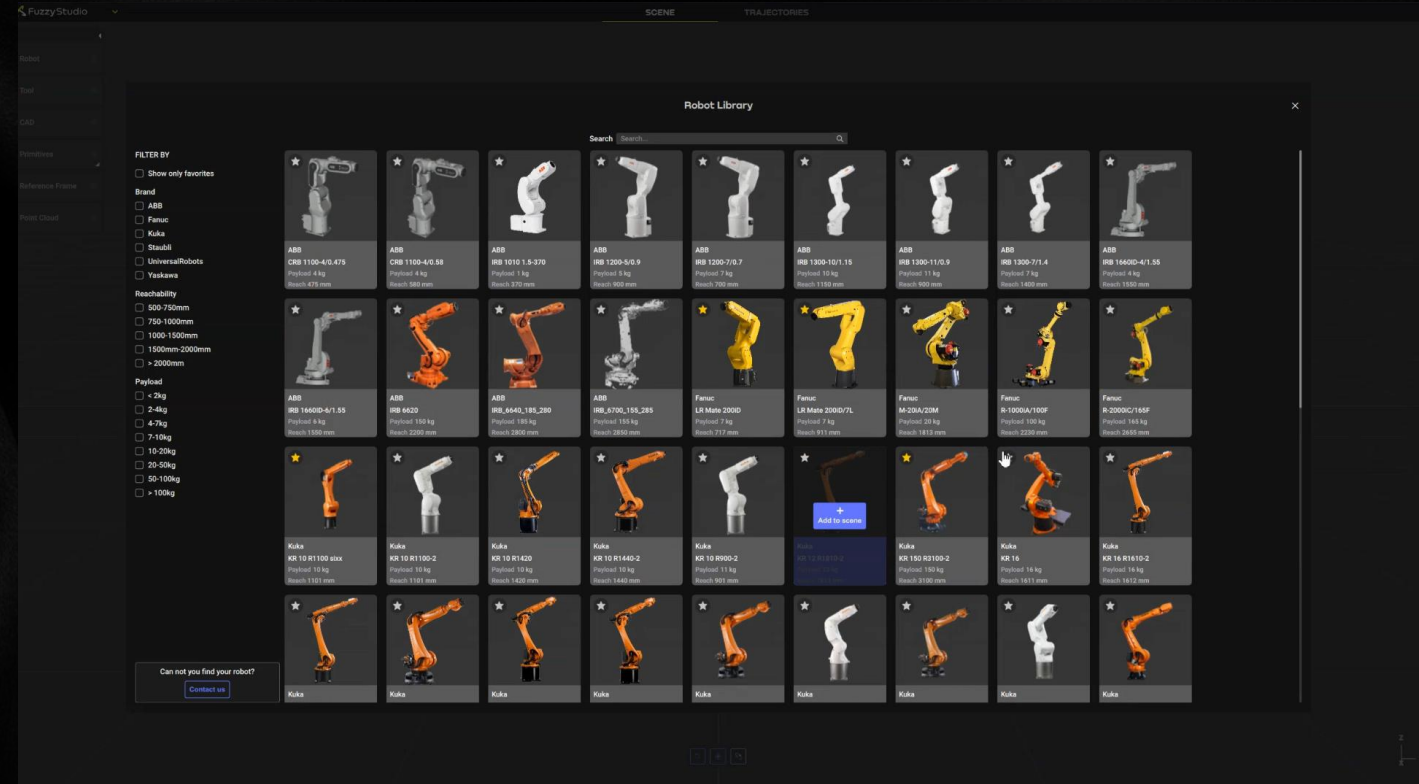 FuzzyStudio
SCENE
TRAJECTORIES
Robot
Tool
CAD
Primitives
Reference Frame
Point Cloud
Robot Library
Search
Search...
FILTER BY
Show only favorites
Brand
ABB
Fanuc
Kuka
Staubli
UniversalRobots
Yaskawa
Reachability
500-750mm
750-1000mm
1000-1500mm
1500mm-2000mm
> 2000mm
Payload
< 2kg
2-4kg
4-7kg
7-10kg
10-20kg
20-50kg
50-100kg
> 100kg
Can not you find your robot?
Contact us
ABB
CRB 1100-4/0.475
Payload 4 kg
Reach 475 mm
ABB
CRB 1100-4/0.58
Payload 4 kg
Reach 580 mm
ABB
IRB 1010 1.5-370
Payload 1 kg
Reach 370 mm
ABB
IRB 1200-5/0.9
Payload 5 kg
Reach 900 mm
ABB
IRB 1200-7/0.7
Payload 7 kg
Reach 700 mm
ABB
IRB 1300-10/1.15
Payload 10 kg
Reach 1150 mm
ABB
IRB 1300-11/0.9
Payload 11 kg
Reach 900 mm
ABB
IRB 1300-7/1.4
Payload 7 kg
Reach 1400 mm
ABB
IRB 1660ID-4/1.55
Payload 4 kg
Reach 1550 mm
ABB
IRB 1660ID-6/1.55
Payload 6 kg
Reach 1550 mm
ABB
IRB 6620
Payload 150 kg
Reach 2200 mm
ABB
IRB_6640_185_280
Payload 185 kg
Reach 2800 mm
ABB
IRB_6700_155_285
Payload 155 kg
Reach 2850 mm
Fanuc
LR Mate 200iD
Payload 7 kg
Reach 717 mm
Fanuc
LR Mate 200iD/7L
Payload 7 kg
Reach 911 mm
Fanuc
M-20iA/20M
Payload 20 kg
Reach 1813 mm
Fanuc
R-1000iA/100F
Payload 100 kg
Reach 2230 mm
Fanuc
R-2000iC/165F
Payload 165 kg
Reach 2655 mm
Kuka
KR 10 R1100 sixx
Payload 10 kg
Reach 1101 mm
Kuka
KR 10 R1100-2
Payload 10 kg
Reach 1101 mm
Kuka
KR 10 R1420
Payload 10 kg
Reach 1420 mm
Kuka
KR 10 R1440-2
Payload 10 kg
Reach 1440 mm
Kuka
KR 10 R900-2
Payload 11 kg
Reach 901 mm
+
Add to scene
Kuka
Kuka
KR 150 R3100-2
Payload 150 kg
Reach 3100 mm
Kuka
KR 16
Payload 16 kg
Reach 1611 mm
Kuka
KR 16 R1610-2
Payload 16 kg
Reach 1612 mm
Kuka
Kuka
Kuka
Kuka
Kuka
Kuka
Kuka
Kuka
Kuka
Z